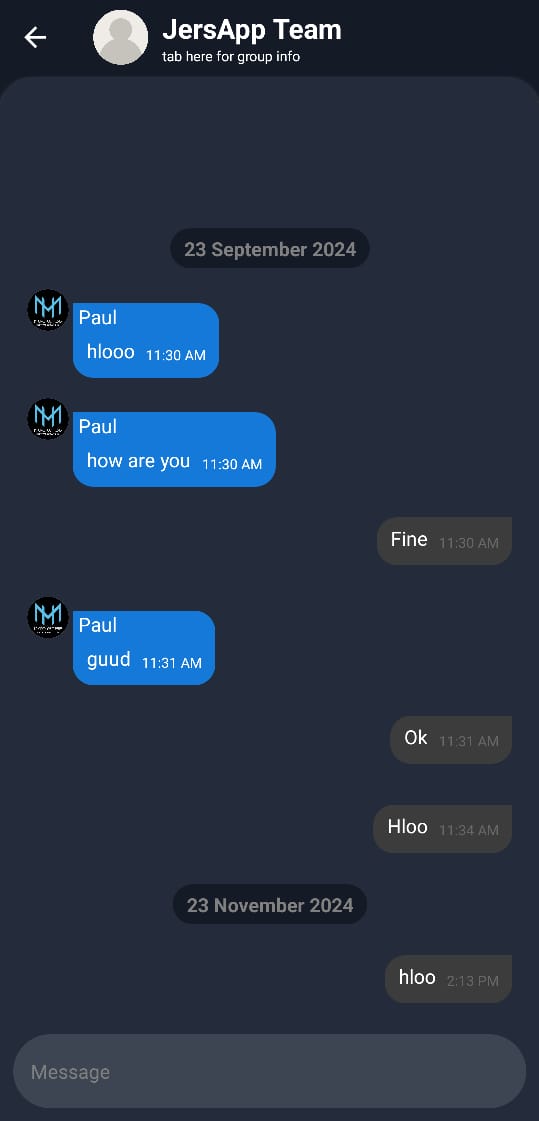 JersApp Team
tab here for group info
23 September 2024
Paul
hlooo 11:30 AM
Paul
how are you 11:30 AM
Fine 11:30 AM
Paul
guud 11:31 AM
Ok 11:31 AM
Hloo 11:34 AM
23 November 2024
hloo 2:13 PM
Message